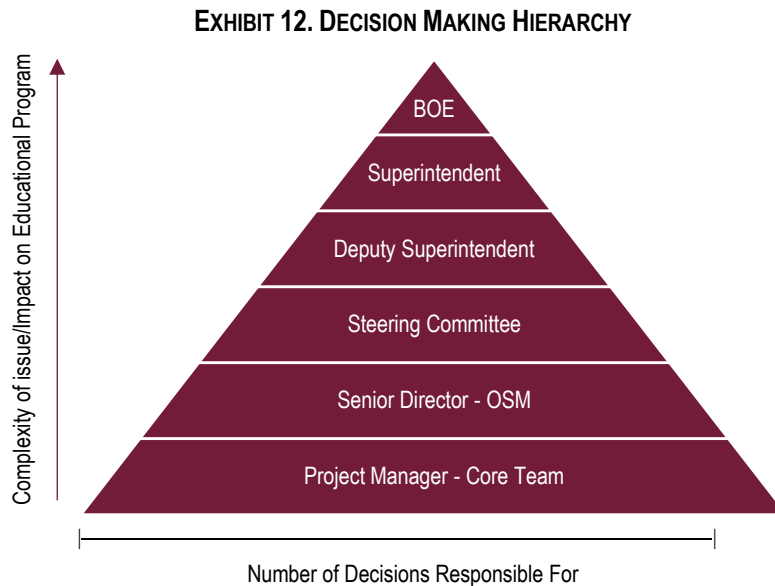 EXHIBIT 12. DECISION MAKING HIERARCHY
Complexity of issue/Impact on Educational Program
BOE
Superintendent
Deputy Superintendent
Steering Committee
Senior Director - OSM
Project Manager - Core Team
Number of Decisions Responsible For